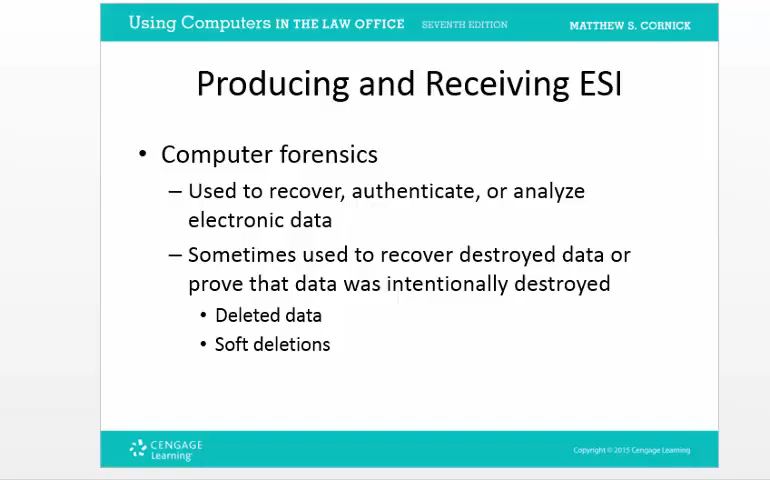 Using Computers IN THE LAW OFFICE SEVENTH EDITION MATTHEW S. CORNICK
Producing and Receiving ESI
• Computer forensics
– Used to recover, authenticate, or analyze
electronic data
– Sometimes used to recover destroyed data or
prove that data was intentionally destroyed
• Deleted data
• Soft deletions
CENGAGE
Learning
Copyright © 2015 Cengage Learning